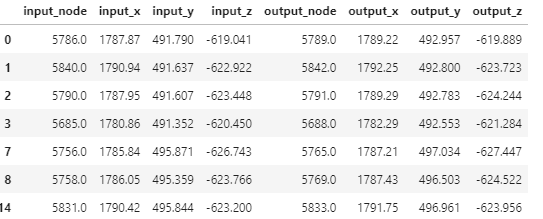 input_node input_x input_y input_z output_node output_x output_y output_z
0 5786.0 1787.87 491.790 -619.041 5789.0 1789.22 492.957 -619.889
1 5840.0 1790.94 491.637 -622.922 5842.0 1792.25 492.800 -623.723
2 5790.0 1787.95 491.607 -623.448 5791.0 1789.29 492.783 -624.244
3 5685.0 1780.86 491.352 -620.450 5688.0 1782.29 492.553 -621.284
7 5756.0 1785.84 495.871 -626.743 5765.0 1787.21 497.034 -627.447
8 5758.0 1786.05 495.359 -623.766 5769.0 1787.43 496.503 -624.522
14 5831.0 1790.42 495.844 -623.200 5833.0 1791.75 496.961 -623.956